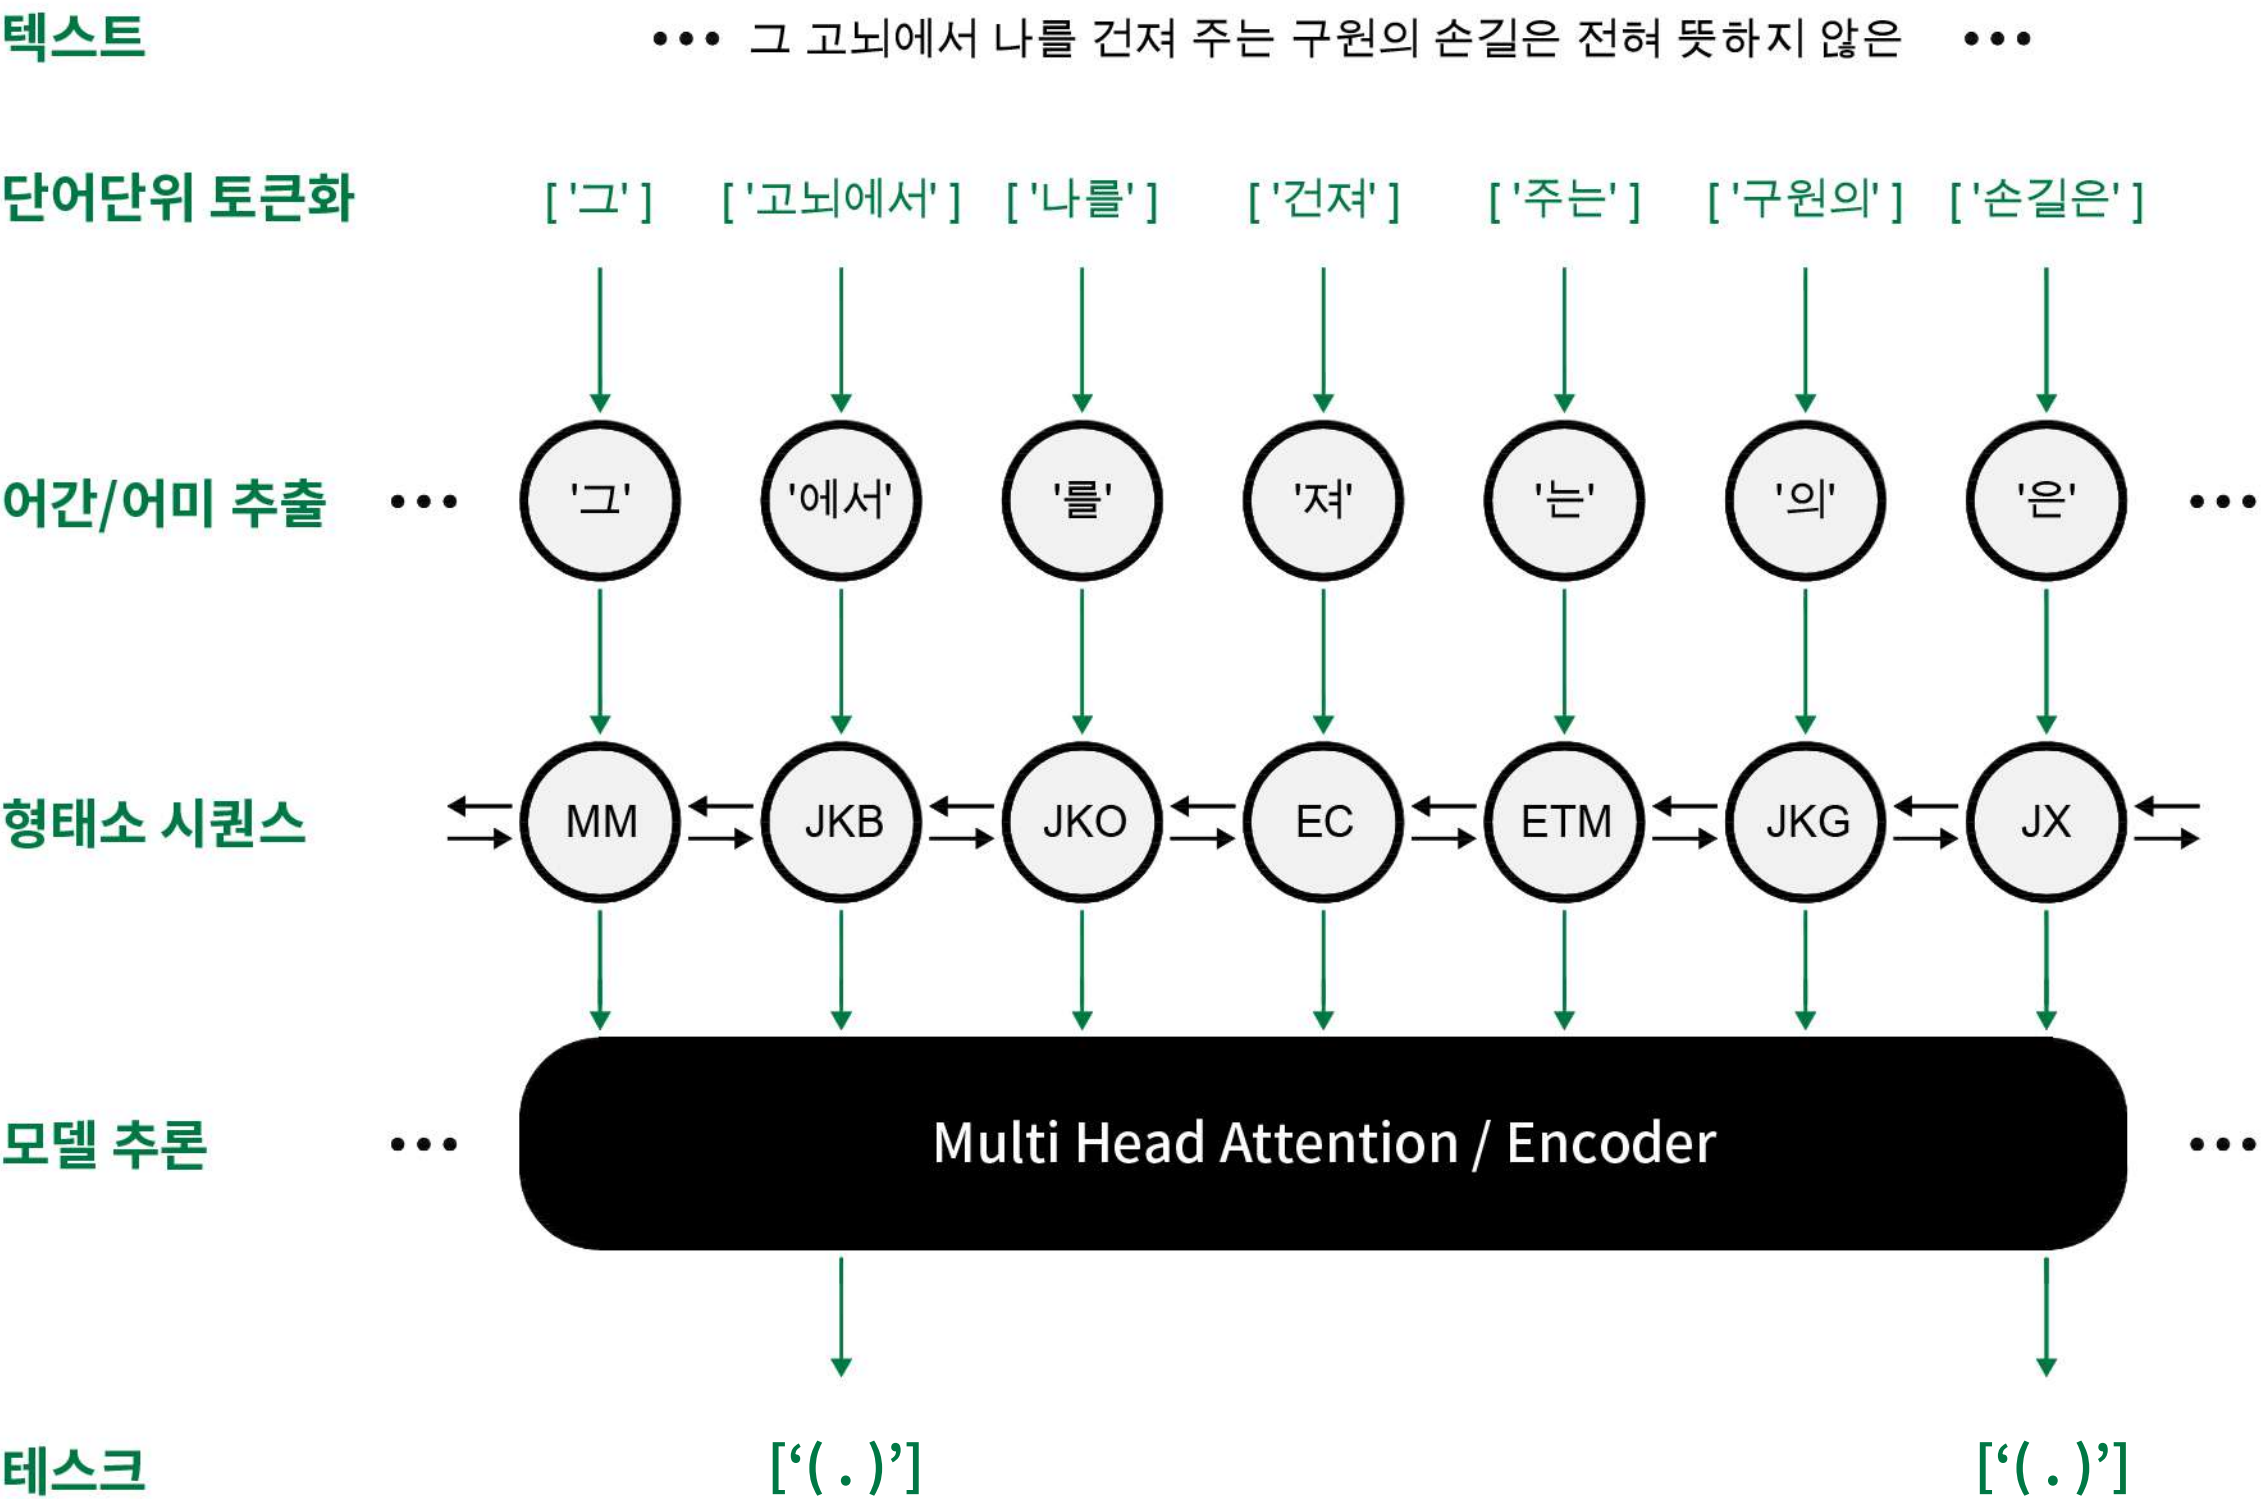 텍스트 ••• 그 고뇌에서 나를 건져 주는 구원의 손길은 전혀 뜻하지 않은 •••
단어단위 토큰화 [ '그' ] [ '고뇌에서' ] [ '나를' ] [ '건져' ] [ '주는' ] [ '구원의' ] [ '손길은' ]
어간/어미 추출 ••• '그' '에서' '를' '져' '는' '의' '은' •••
형태소 시퀀스 MM JKB JKO EC ETM JKG JX
모델 추론 ••• Multi Head Attention / Encoder •••
테스크 [‘( . )’] [‘( . )’]